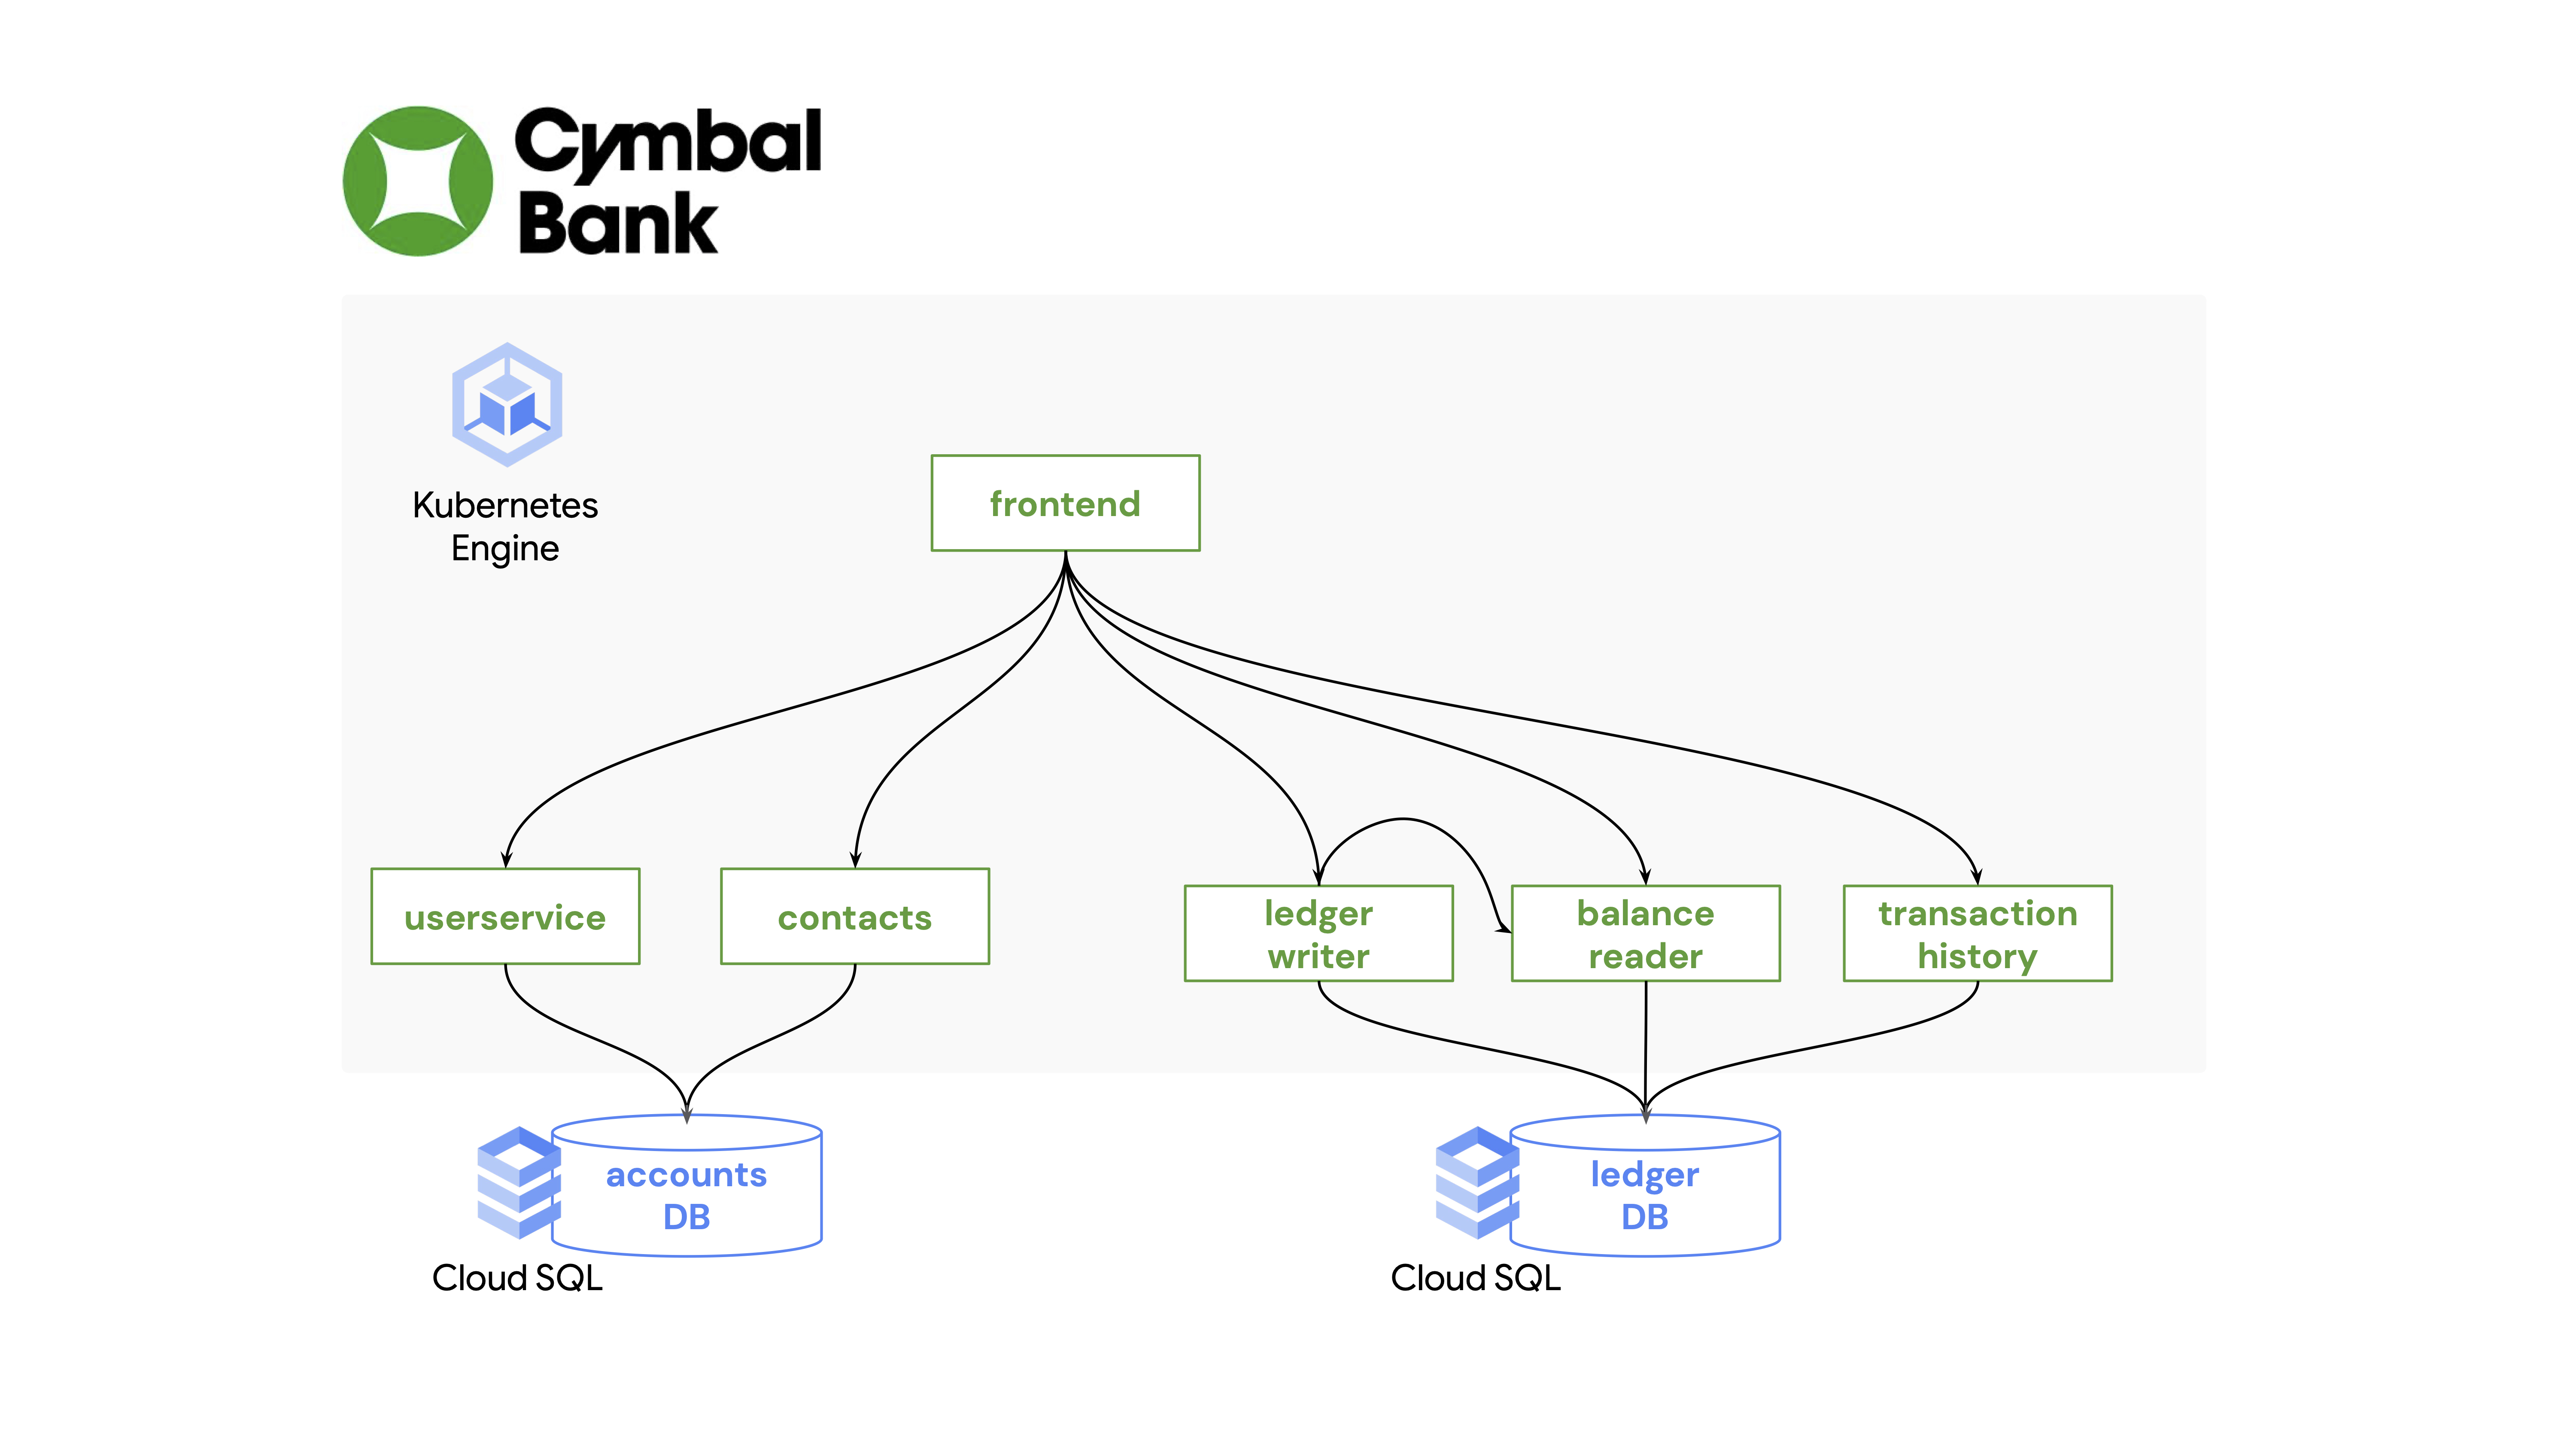 Cymbal
Bank
Kubernetes
Engine
frontend
userservice
contacts
ledger
writer
balance
reader
transaction
history
accounts
DB
Cloud SQL
ledger
DB
Cloud SQL